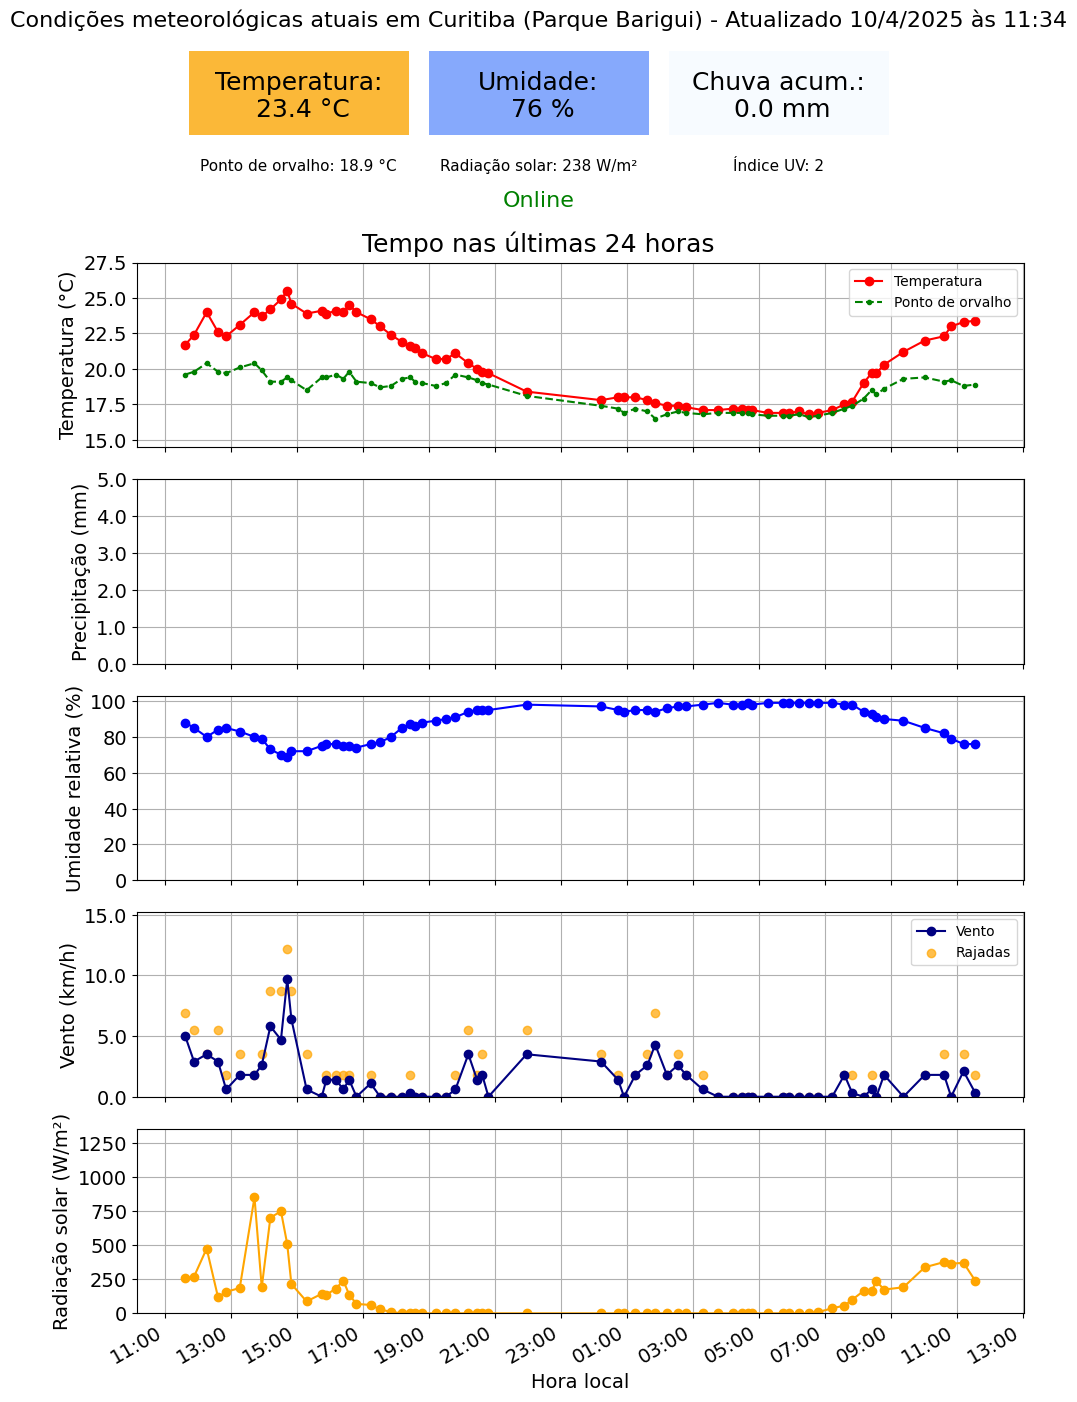 Condições meteorológicas atuais em Curitiba (Parque Barigui) - Atualizado 10/4/2025 às 11:34
Temperatura:
23.4 °C
Umidade:
76 %
Chuva acum.:
0.0 mm
Ponto de orvalho: 18.9 °C
Radiação solar: 238 W/m²
Índice UV: 2
Online
Tempo nas últimas 24 horas
Temperatura (°C)
27.5
25.0
22.5
20.0
17.5
15.0
Temperatura
Ponto de orvalho
Precipitação (mm)
5.0
4.0
3.0
2.0
1.0
0.0
Umidade relativa (%)
100
80
60
40
20
0
Vento (km/h)
15.0
10.0
5.0
0.0
Vento
Rajadas
Radiação solar (W/m²)
1250
1000
750
500
250
0
11:00
13:00
15:00
17:00
19:00
21:00
23:00
01:00
03:00
05:00
07:00
09:00
11:00
13:00
Hora local